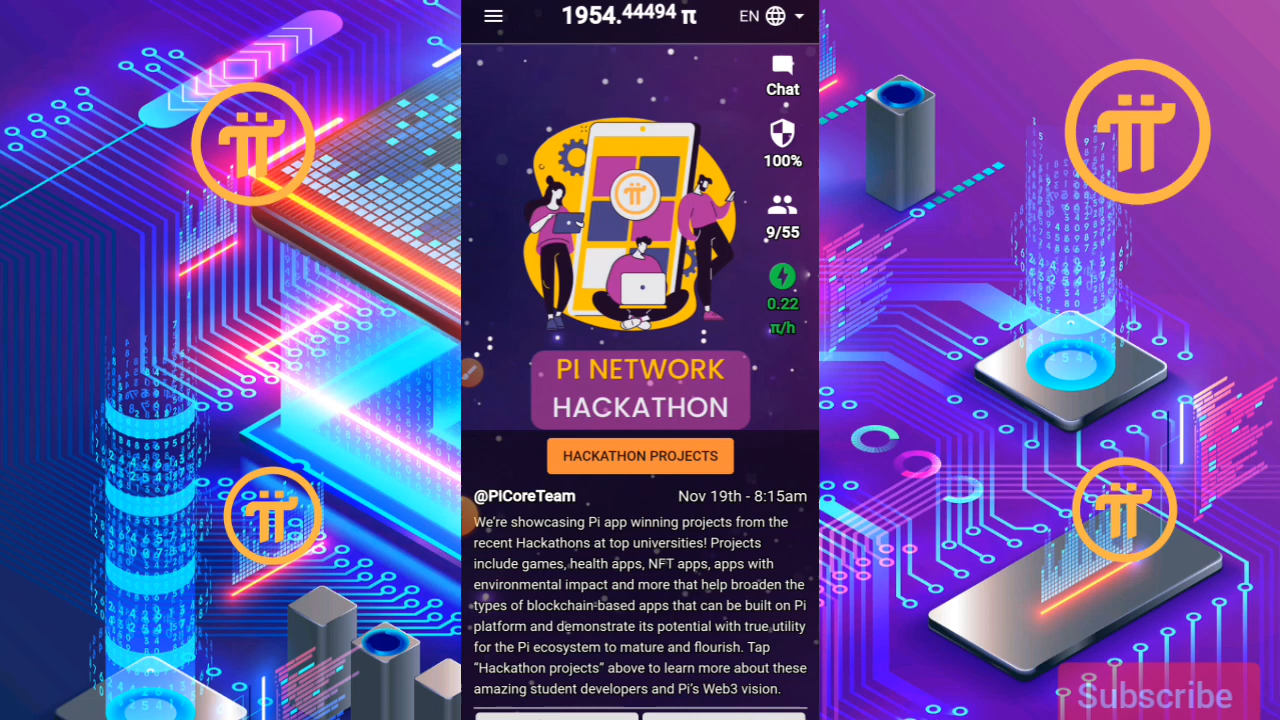 1954.44494 π
EN
Chat
100%
9/55
0.22
π/h
PI NETWORK
HACKATHON
HACKATHON PROJECTS
@PiCoreTeam
Nov 19th - 8:15am
We're showcasing Pi app winning projects from the
recent Hackathons at top universities! Projects
include games, health apps, NFT apps, apps with
environmental impact and more that help broaden the
types of blockchain-based apps that can be built on Pi
platform and demonstrate its potential with true utility
for the Pi ecosystem to mature and flourish. Tap
“Hackathon projects” above to learn more about these
amazing student developers and Pi’s Web3 vision.
Subscribe